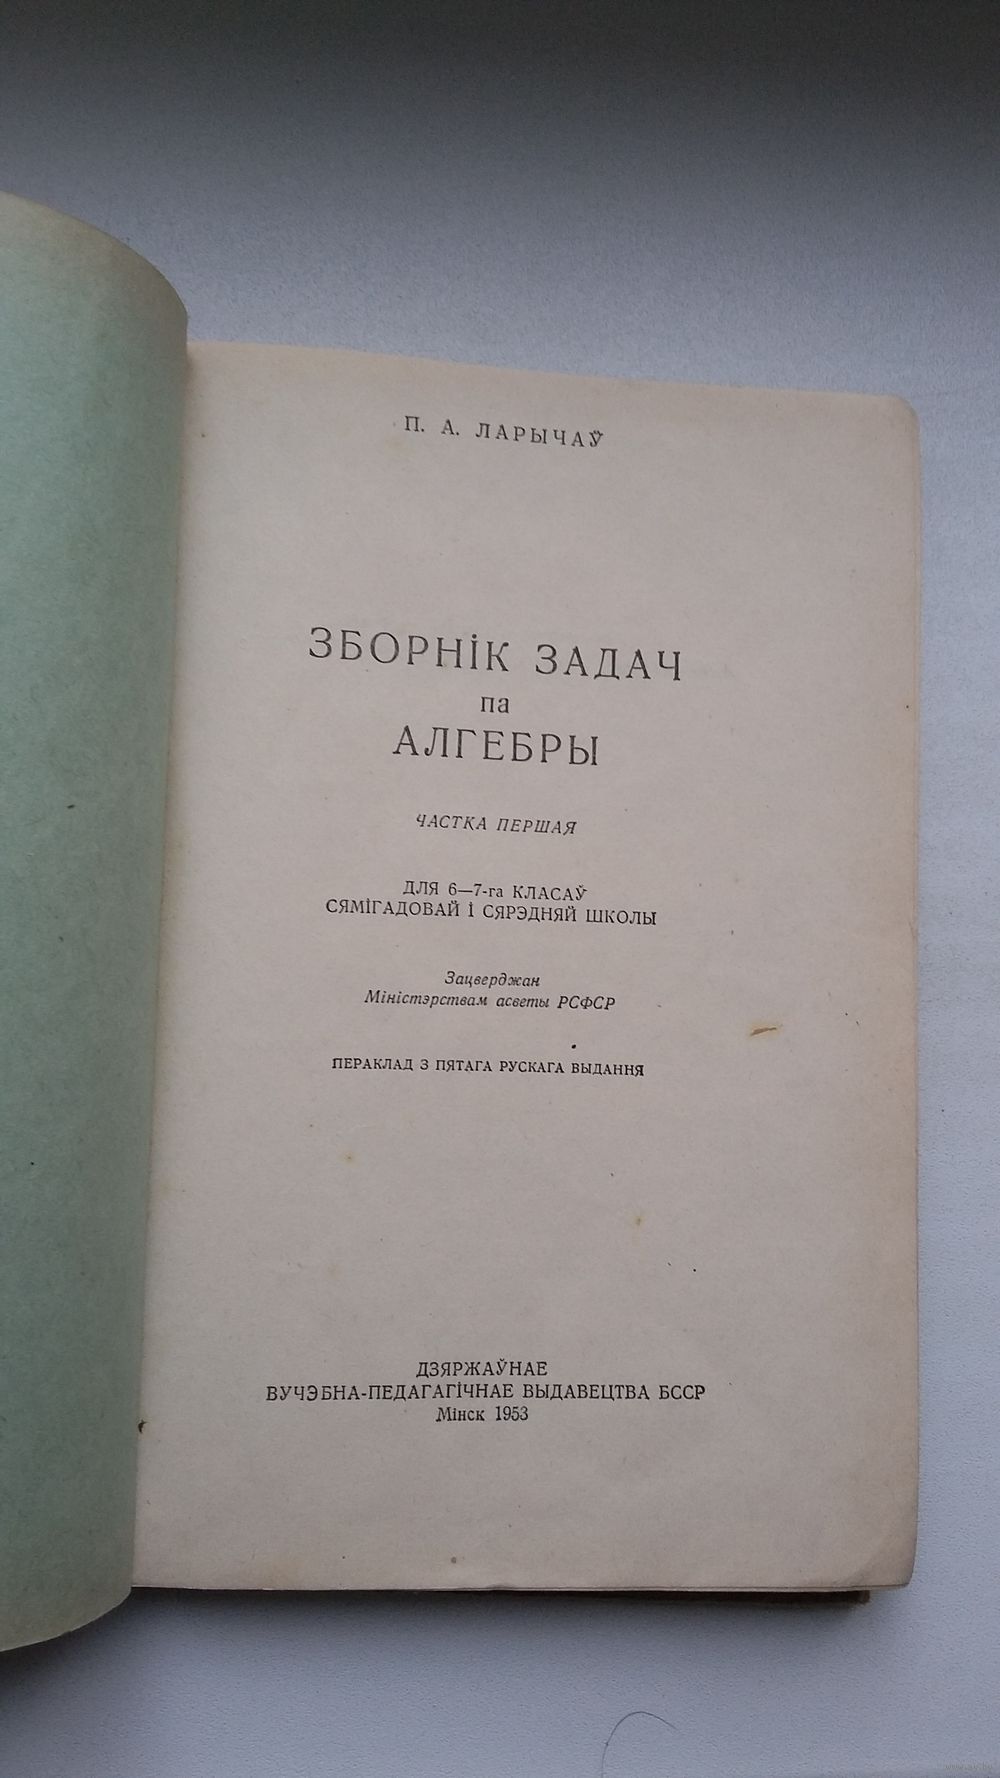 П. А. ЛАРЫЧАЎ
ЗБОРНІК ЗАДАЧ
па
АЛГЕБРЫ
ЧАСТКА ПЕРШАЯ
ДЛЯ 6—7-га КЛАСАЎ
СЯМІГАДОВАЙ І СЯРЭДНЯЙ ШКОЛЫ
Зацверджан
Міністэрствам асветы РСФСР
ПЕРАКЛАД З ПЯТАГА РУСКАГА ВЫДАННЯ
ДЗЯРЖАЎНАЕ
ВУЧЭБНА-ПЕДАГАГІЧНАЕ ВЫДАВЕЦТВА БССР
Мінск 1953